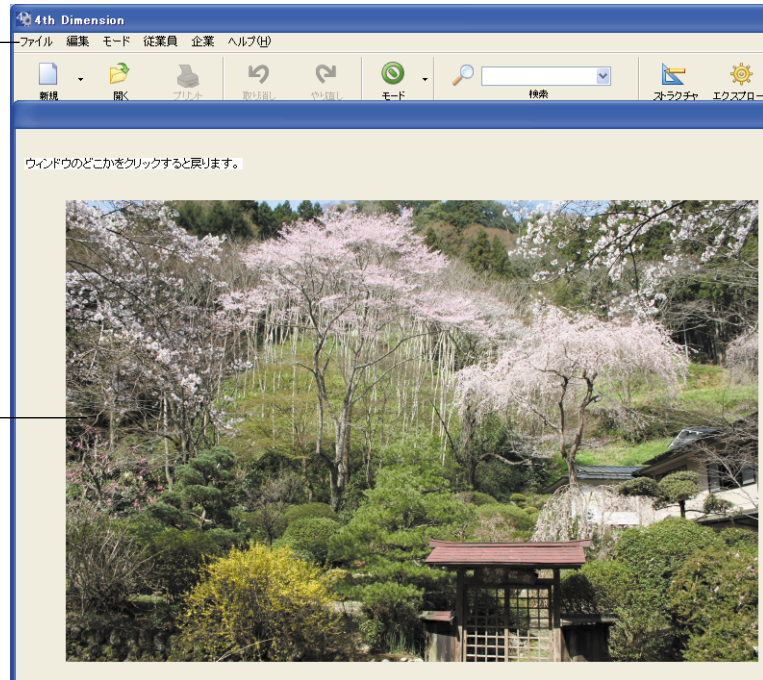 4th Dimension
ファイル 編集 モード 従業員 企業 ヘルプ(H)
新規 開く プリント 取り消し やり直し モード 検索 ストラクチャ エクスプロー
ウィンドウのどこかをクリックすると戻ります。